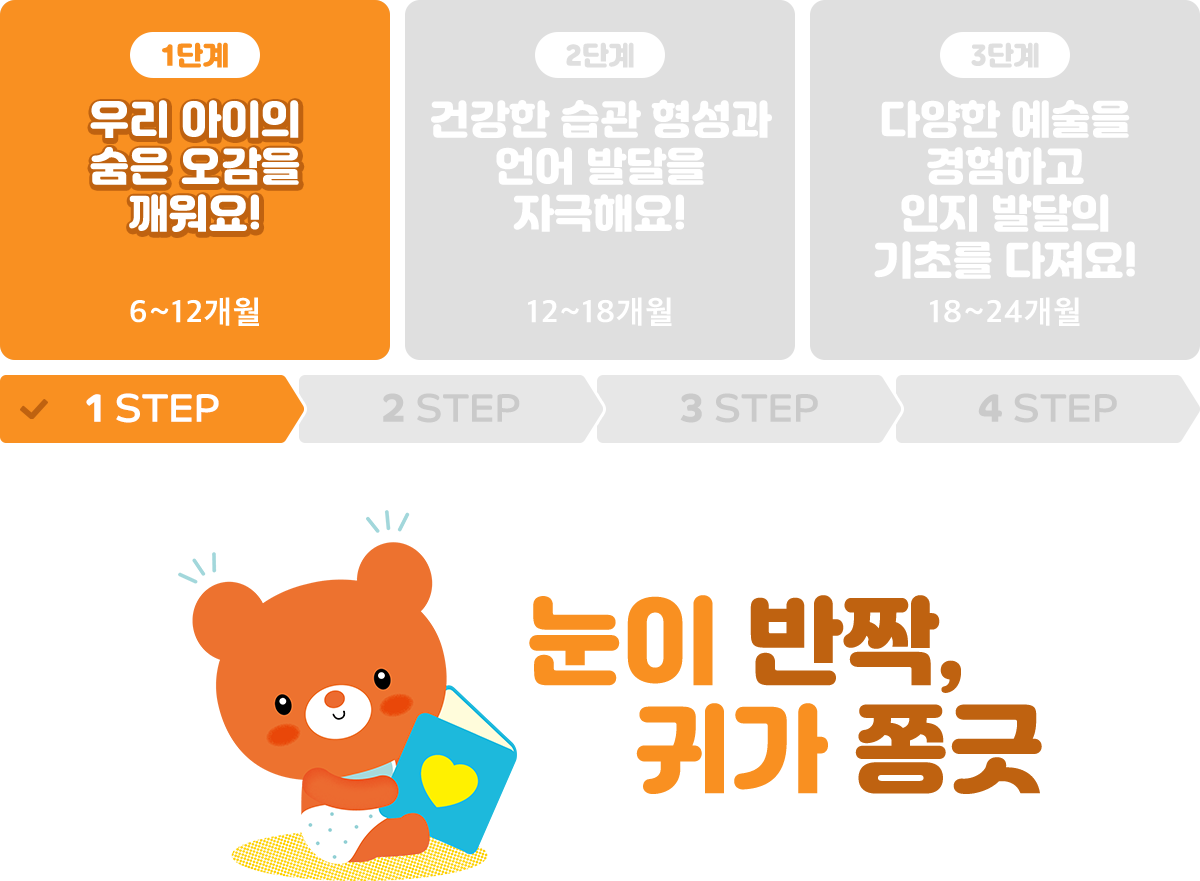 1단계
우리 아이의
숨은 오감을
깨워요!
6~12개월
2단계
건강한 습관 형성과
언어 발달을
자극해요!
12~18개월
3단계
다양한 예술을
경험하고
인지 발달의
기초를 다져요!
18~24개월
1 STEP
2 STEP
3 STEP
4 STEP
눈이 반짝,
귀가 쫑긋